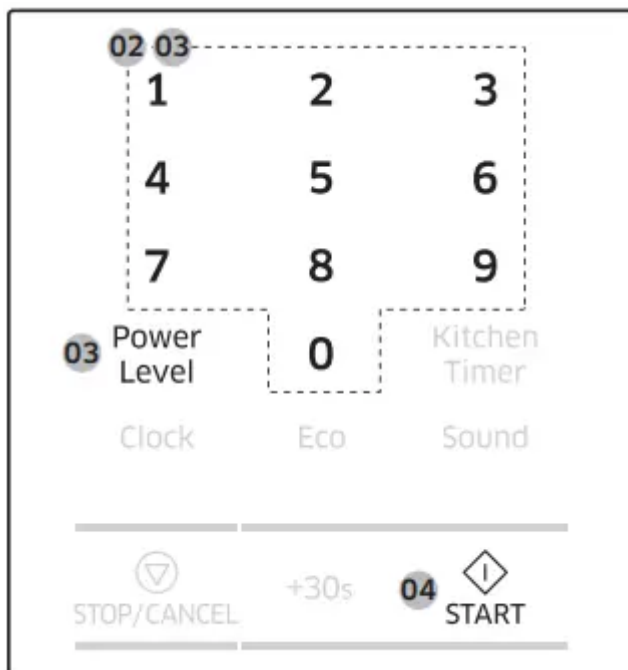 02 03
1 2 3
4 5 6
7 8 9
03 Power Level 0 Kitchen Timer
Clock Eco Sound
STOP/CANCEL +30s 04 START